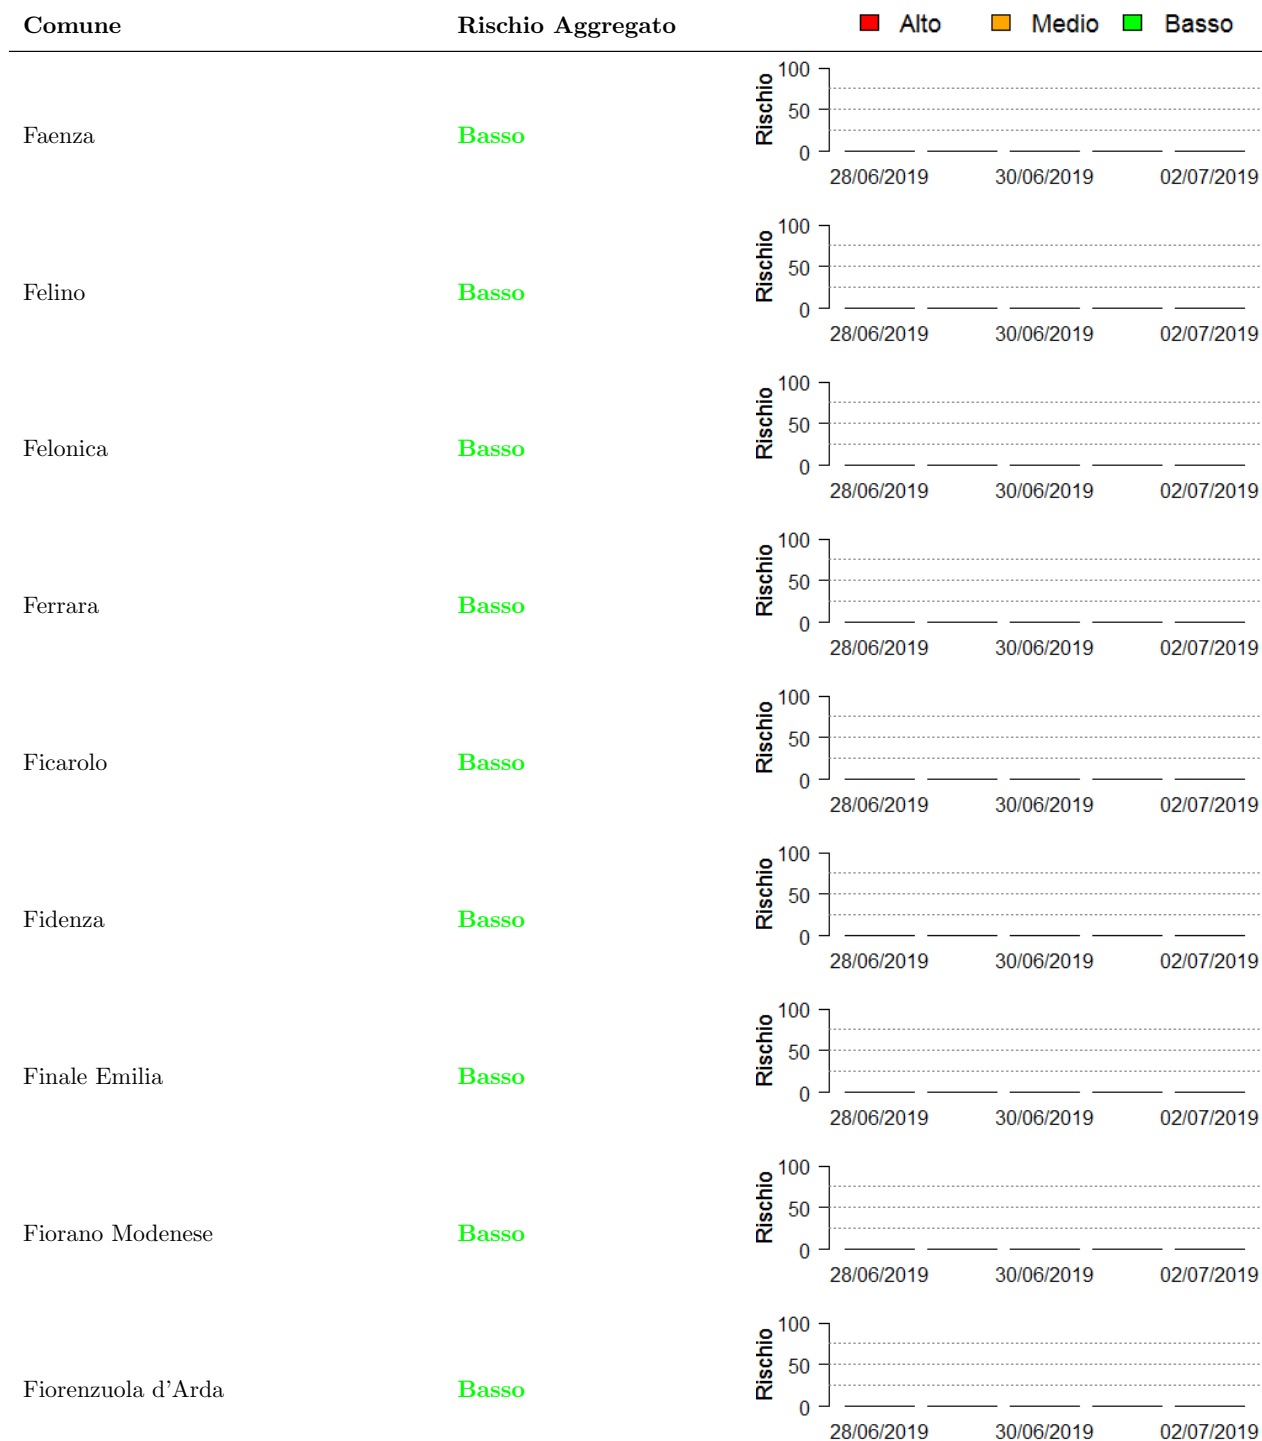 Comune Rischio Aggregato Alto Medio Basso
Faenza Basso
Rischio
100
50
0
28/06/2019 30/06/2019 02/07/2019
Felino Basso
Rischio
100
50
0
28/06/2019 30/06/2019 02/07/2019
Felonica Basso
Rischio
100
50
0
28/06/2019 30/06/2019 02/07/2019
Ferrara Basso
Rischio
100
50
0
28/06/2019 30/06/2019 02/07/2019
Ficarolo Basso
Rischio
100
50
0
28/06/2019 30/06/2019 02/07/2019
Fidenza Basso
Rischio
100
50
0
28/06/2019 30/06/2019 02/07/2019
Finale Emilia Basso
Rischio
100
50
0
28/06/2019 30/06/2019 02/07/2019
Fiorano Modenese Basso
Rischio
100
50
0
28/06/2019 30/06/2019 02/07/2019
Fiorenzuola d'Arda Basso
Rischio
100
50
0
28/06/2019 30/06/2019 02/07/2019